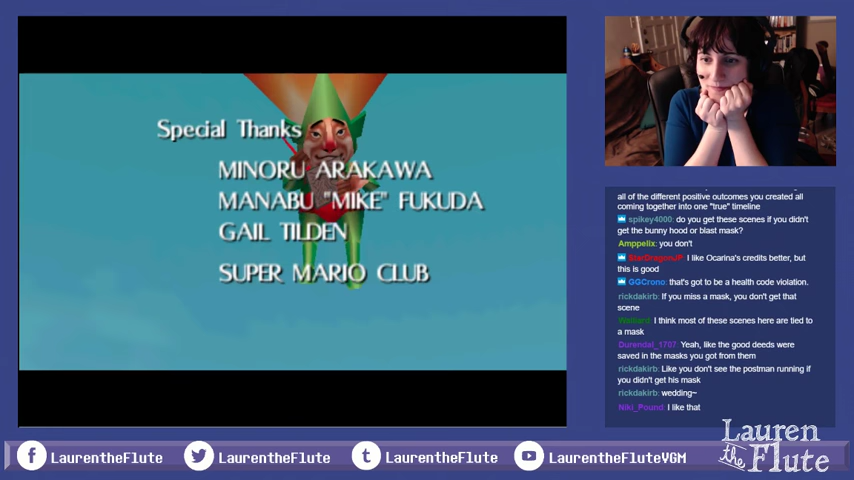 Special Thanks
MINORU ARAKAWA
MANABU "MIKE" FUKUDA
GAIL TILDEN
SUPER MARIO CLUB
all of the different positive outcomes you created all
coming together into one "true" timeline
spikey4000: do you get these scenes if you didn't
get the bunny hood or blast mask?
Amppelix: you don't
StarDragonJP: I like Ocarina's credits better, but
this is good
GGCrono: that's got to be a health code violation.
rickdakirb: If you miss a mask, you don't get that
scene
I think most of these scenes here are tied to
a mask
Durendal_1707: Yeah, like the good deeds were
saved in the masks you got from them
rickdakirb: Like you don't see the postman running if
you didn't get his mask
rickdakirb: wedding~
Niki_Pound: I like that
Lauren
the Flute
LaurentheFlute
LaurentheFlute
LaurentheFlute
LaurentheFluteVGM